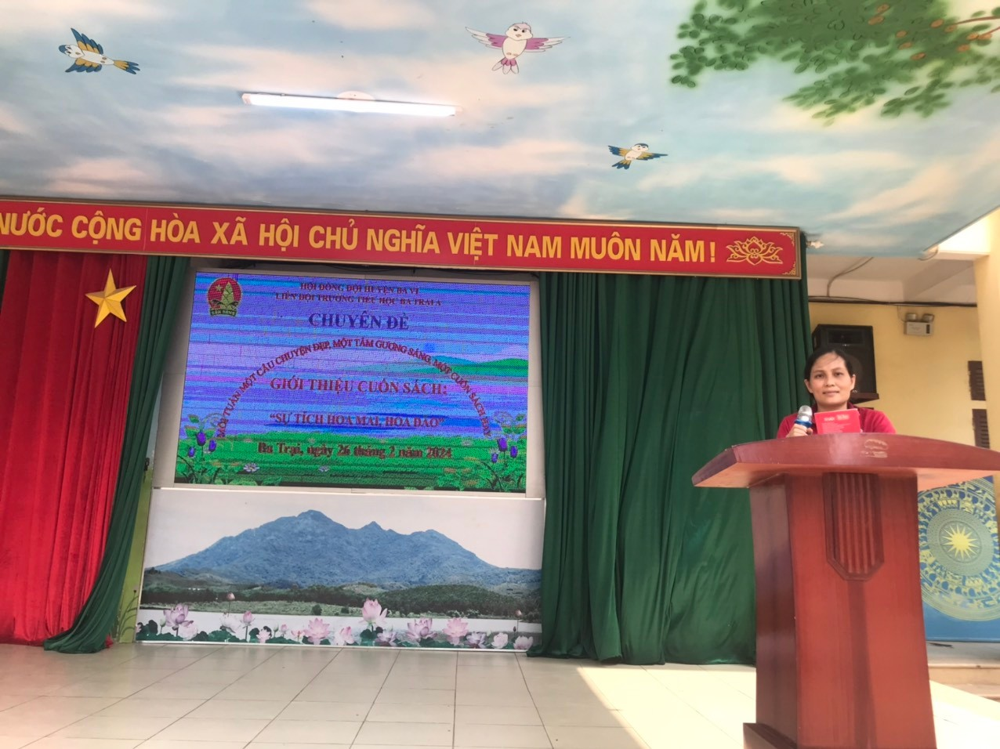 NƯỚC CỘNG HÒA XÃ HỘI CHỦ NGHĨA VIỆT NAM MUÔN NĂM !
HỘI ĐỒNG ĐỘI HUYỆN BA VÌ
LIÊN ĐỘI TRƯỜNG TIỂU HỌC BA TRẠI A
CHUYÊN ĐỀ
MỖI TUẦN MỘT CÂU CHUYỆN ĐẸP, MỘT TẤM GƯƠNG SÁNG, MỘT CUỐN SÁCH HAY
GIỚI THIỆU CUỐN SÁCH:
"SỰ TÍCH HOA MAI, HOA ĐÀO"
Ba Trại, ngày 26 tháng 2 năm 2024